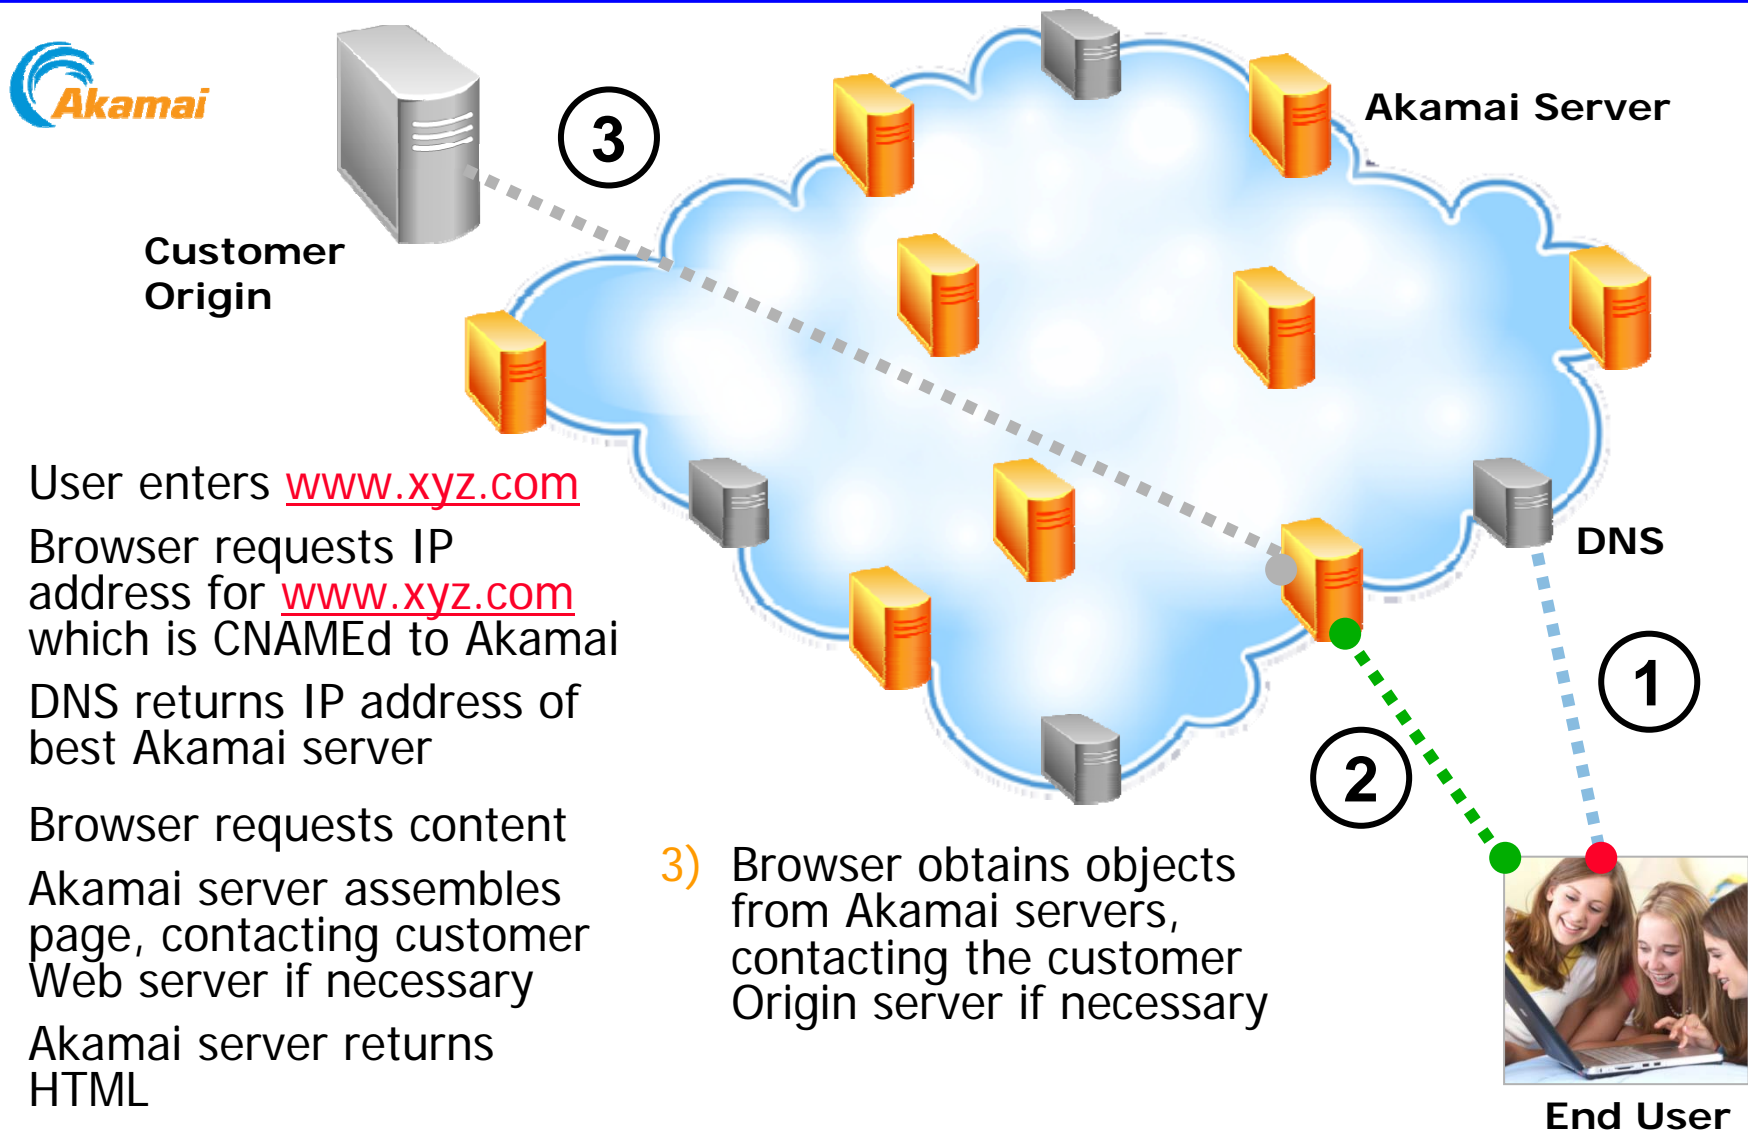 Akamai
3
Akamai Server
Customer
Origin
User enters www.xyz.com
Browser requests IP
address for www.xyz.com
which is CNAMEd to Akamai
DNS returns IP address of
best Akamai server
Browser requests content
Akamai server assembles
page, contacting customer
Web server if necessary
Akamai server returns
HTML
DNS
1
2
3) Browser obtains objects
from Akamai servers,
contacting the customer
Origin server if necessary
End User